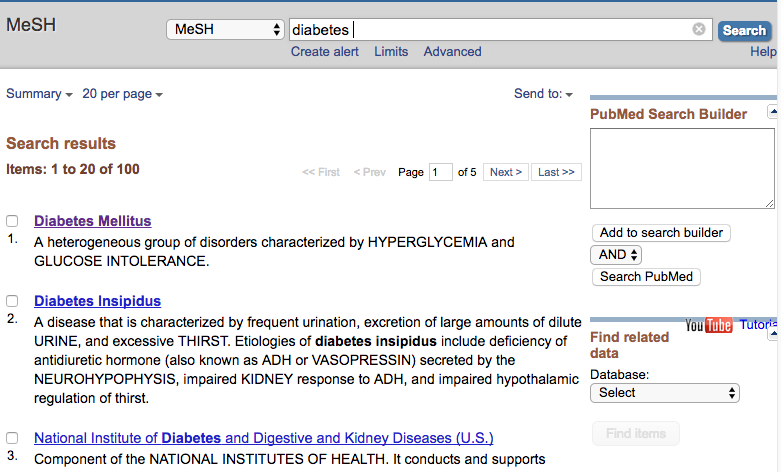 MeSH
MeSH
diabetes
Search
Create alert Limits Advanced
Help
Summary 20 per page
Send to:
Search results
Items: 1 to 20 of 100
<< First < Prev Page 1 of 5 Next > Last >>
Diabetes Mellitus
1. A heterogeneous group of disorders characterized by HYPERGLYCEMIA and
GLUCOSE INTOLERANCE.
Diabetes Insipidus
2. A disease that is characterized by frequent urination, excretion of large amounts of dilute
URINE, and excessive THIRST. Etiologies of diabetes insipidus include deficiency of
antidiuretic hormone (also known as ADH or VASOPRESSIN) secreted by the
NEUROHYPOPHYSIS, impaired KIDNEY response to ADH, and impaired hypothalamic
regulation of thirst.
National Institute of Diabetes and Digestive and Kidney Diseases (U.S.)
3. Component of the NATIONAL INSTITUTES OF HEALTH. It conducts and supports
PubMed Search Builder
Add to search builder
AND
Search PubMed
YouTube Tutoria
Find related
data
Database:
Select
Find items